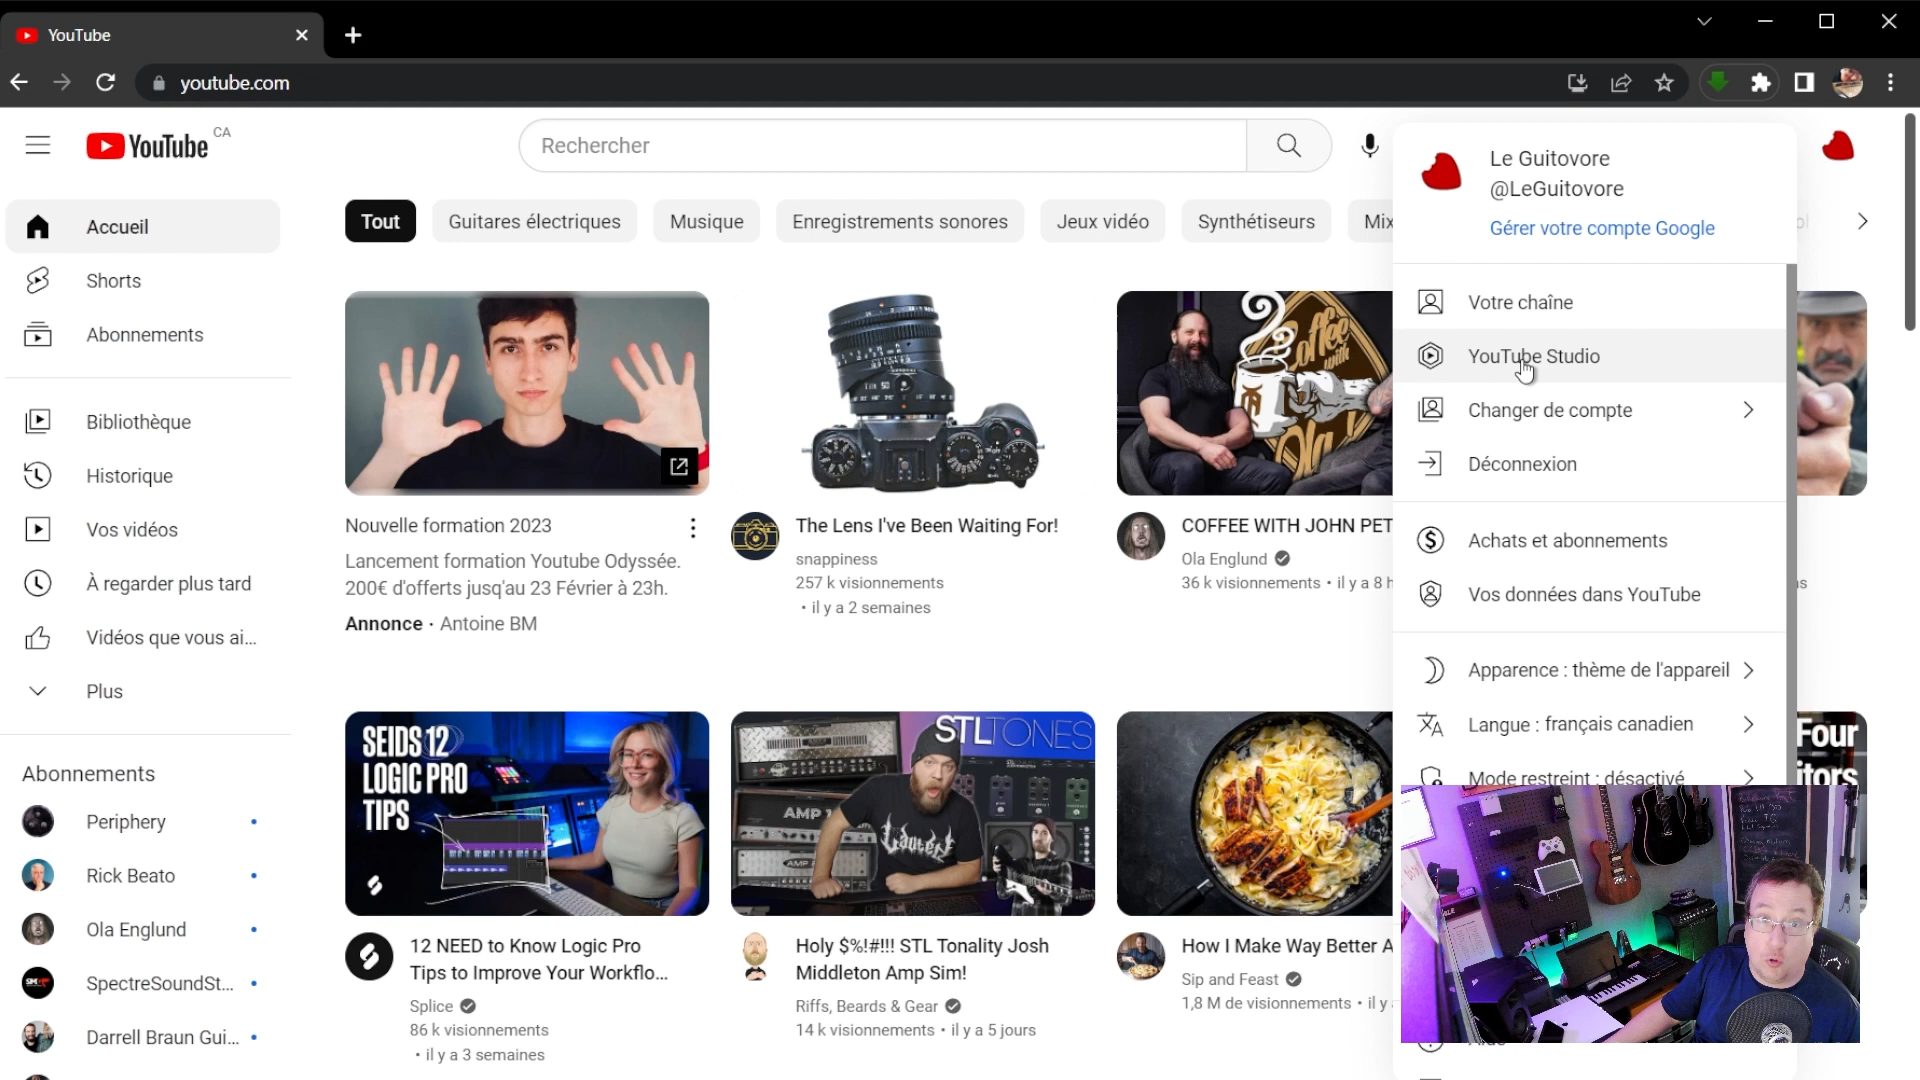 YouTube
youtube.com
YouTube CA
Rechercher
Le Guitovore
@LeGuitovore
Gérer votre compte Google
Accueil
Shorts
Abonnements
Bibliothèque
Historique
Vos vidéos
À regarder plus tard
Vidéos que vous ai...
Plus
Abonnements
Periphery
Rick Beato
Ola Englund
SpectreSoundSt...
Darrell Braun Gui...
Tout
Guitares électriques
Musique
Enregistrements sonores
Jeux vidéo
Synthétiseurs
Mix
Nouvelle formation 2023
Lancement formation Youtube Odyssée.
200€ d'offerts jusq'au 23 Février à 23h.
Annonce · Antoine BM
The Lens I've Been Waiting For!
snappiness
257 k visionnements
• il y a 2 semaines
Coffee
with
Ola
COFFEE WITH JOHN PET
Ola Englund
36 k visionnements • il y a 8 h
SEIDS 12
LOGIC PRO
TIPS
12 NEED to Know Logic Pro
Tips to Improve Your Workflo...
Splice
86 k visionnements
• il y a 3 semaines
STLTONES
AMP
Holy $%!#!!! STL Tonality Josh
Middleton Amp Sim!
Riffs, Beards & Gear
14 k visionnements • il y a 5 jours
How I Make Way Better A
Sip and Feast
1,8 M de visionnements • il y
Votre chaîne
YouTube Studio
Changer de compte
Déconnexion
Achats et abonnements
Vos données dans YouTube
Apparence : thème de l'appareil
Langue : français canadien
Mode restreint : désactivé
Four
itors